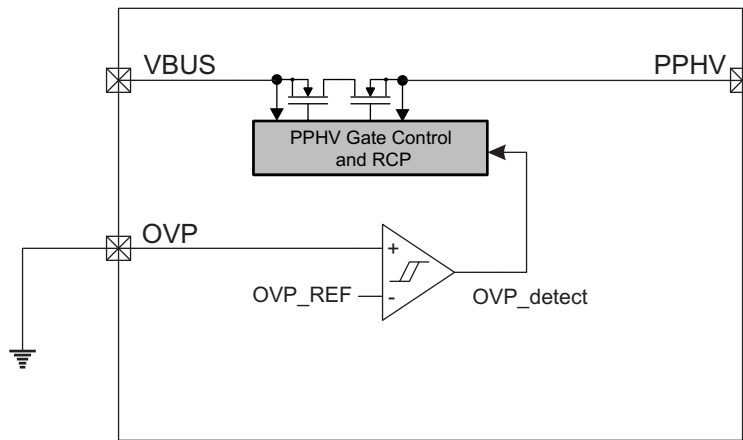 VBUS
PPHV
PPHV Gate Control
and RCP
OVP
+
OVP_REF
-
OVP_detect